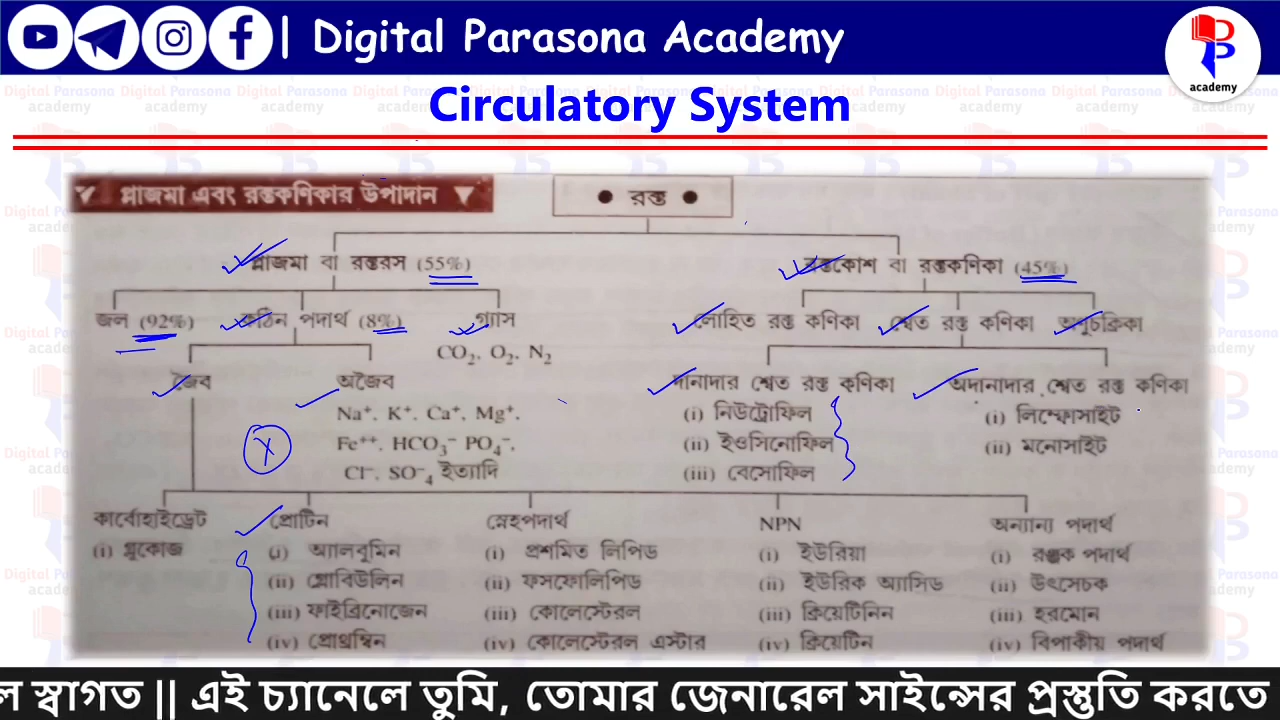 | Digital Parasona Academy
academy
Circulatory System
প্লাজমা এবং রক্তকণিকার উপাদান
রক্ত
প্লাজমা বা রক্তরস (55%)
রক্তকোশ বা রক্তকণিকা (45%)
জল (92%) কঠিন পদার্থ (8%) গ্যাস
লোহিত রক্ত কণিকা শ্বেত রক্ত কণিকা অণুচক্রিকা
CO₂, O₂, N₂
জৈব অজৈব
দানাদার শ্বেত রক্ত কণিকা অদানাদার শ্বেত রক্ত কণিকা
Na⁺, K⁺, Ca⁺, Mg⁺,
Fe⁺⁺, HCO₃⁻ PO₄⁻,
Cl⁻, SO⁻₄ ইত্যাদি
(i) নিউট্রোফিল
(ii) ইওসিনোফিল
(iii) বেসোফিল
(i) লিম্ফোসাইট
(ii) মনোসাইট
কার্বোহাইড্রেট
(i) গ্লুকোজ
প্রোটিন
(i) অ্যালবুমিন
(ii) গ্লোবিউলিন
(iii) ফাইব্রিনোজেন
(iv) প্রোথ্রম্বিন
স্নেহপদার্থ
(i) প্রশমিত লিপিড
(ii) ফসফোলিপিড
(iii) কোলেস্টেরল
(iv) কোলেস্টেরল এস্টার
NPN
(i) ইউরিয়া
(ii) ইউরিক অ্যাসিড
(iii) ক্রিয়েটিনিন
(iv) ক্রিয়েটিন
অন্যান্য পদার্থ
(i) রঞ্জক পদার্থ
(ii) উৎসেচক
(iii) হরমোন
(iv) বিপাকীয় পদার্থ
ল স্বাগত || এই চ্যানেলে তুমি, তোমার জেনারেল সাইন্সের প্রস্তুতি করতে